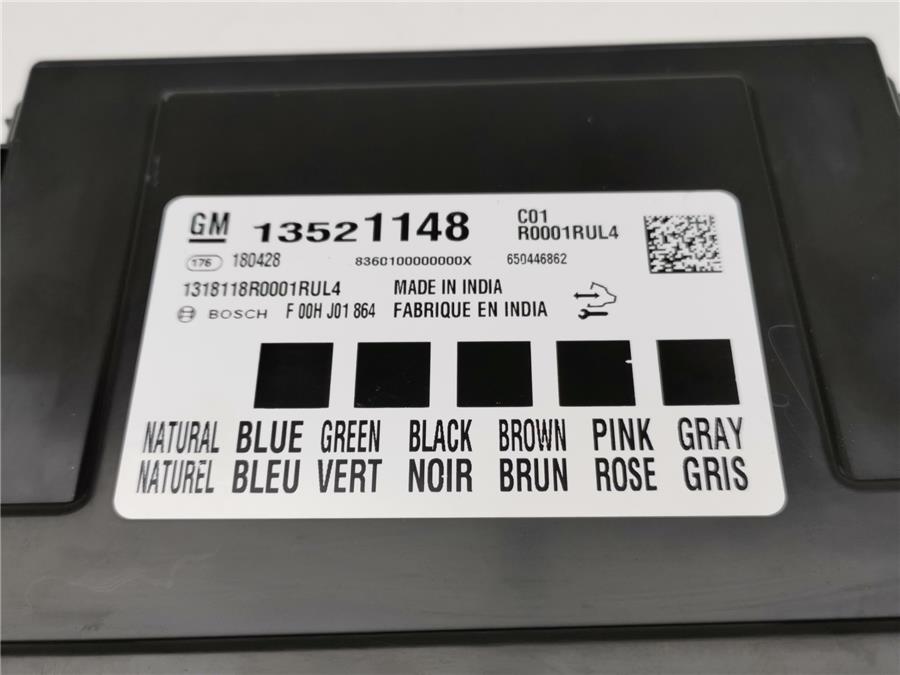 GM 13521148 C01
R0001RUL4
176 180428 8360100000000X 650446862
1318118R0001RUL4 MADE IN INDIA
BOSCH F 00H J01 864 FABRIQUE EN INDIA
NATURAL BLUE GREEN BLACK BROWN PINK GRAY
NATUREL BLEU VERT NOIR BRUN ROSE GRIS